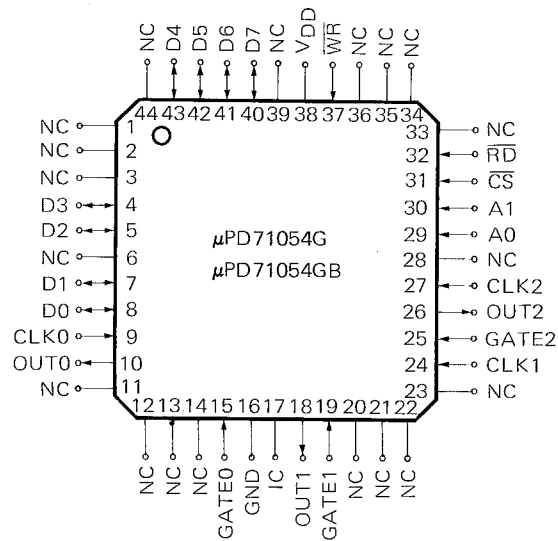 NC D4 D5 D6 D7 NC VDD WR NC NC NC
44 43 42 41 40 39 38 37 36 35 34
NC 1
NC 2
NC 3
D3 4
D2 5
NC 6
D1 7
D0 8
CLK0 9
OUT0 10
NC 11
µPD71054G
µPD71054GB
33 NC
32 RD
31 CS
30 A1
29 A0
28 NC
27 CLK2
26 OUT2
25 GATE2
24 CLK1
23 NC
12 13 14 15 16 17 18 19 20 21 22
NC NC NC GATE0 GND IC OUT1 GATE1 NC NC NC